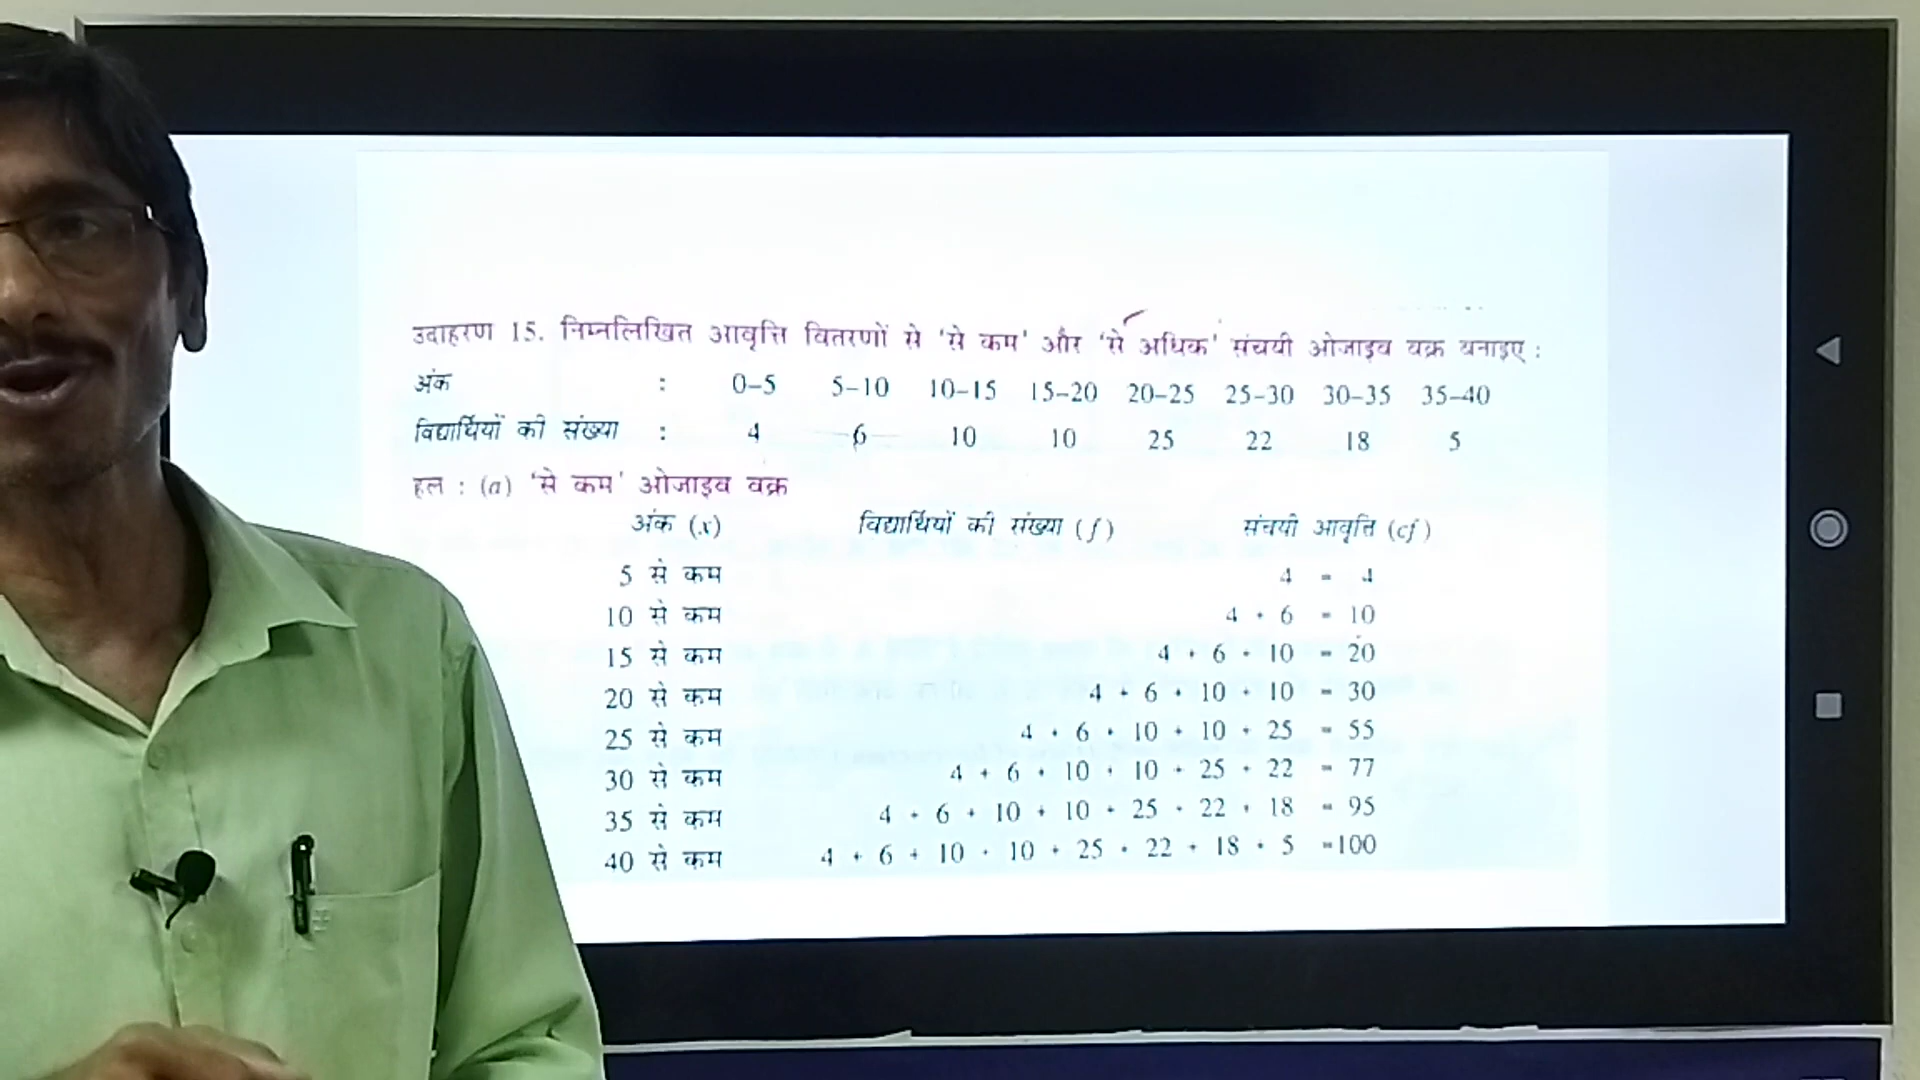 उदाहरण 15. निम्नलिखित आवृत्ति वितरणों से 'से कम' और 'से अधिक' संचयी ओजाइव वक्र बनाइए :
अंक : 0–5 5–10 10–15 15–20 20–25 25–30 30–35 35–40
विद्यार्थियों की संख्या : 4 6 10 10 25 22 18 5
हल : (a) 'से कम' ओजाइव वक्र
अंक (x) विद्यार्थियों की संख्या (f) संचयी आवृत्ति (cf)
5 से कम 4 = 4
10 से कम 4 + 6 = 10
15 से कम 4 + 6 + 10 = 20
20 से कम 4 + 6 + 10 + 10 = 30
25 से कम 4 + 6 + 10 + 10 + 25 = 55
30 से कम 4 + 6 + 10 + 10 + 25 + 22 = 77
35 से कम 4 + 6 + 10 + 10 + 25 + 22 + 18 = 95
40 से कम 4 + 6 + 10 + 10 + 25 + 22 + 18 + 5 =100